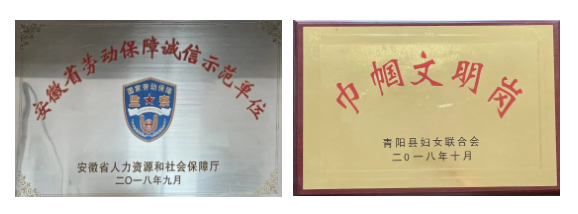 安徽省劳动保障诚信示范单位
国家劳动保障
监察
安徽省人力资源和社会保障厅
二〇一八年九月
巾帼文明岗
青阳县妇女联合会
二〇一八年十月